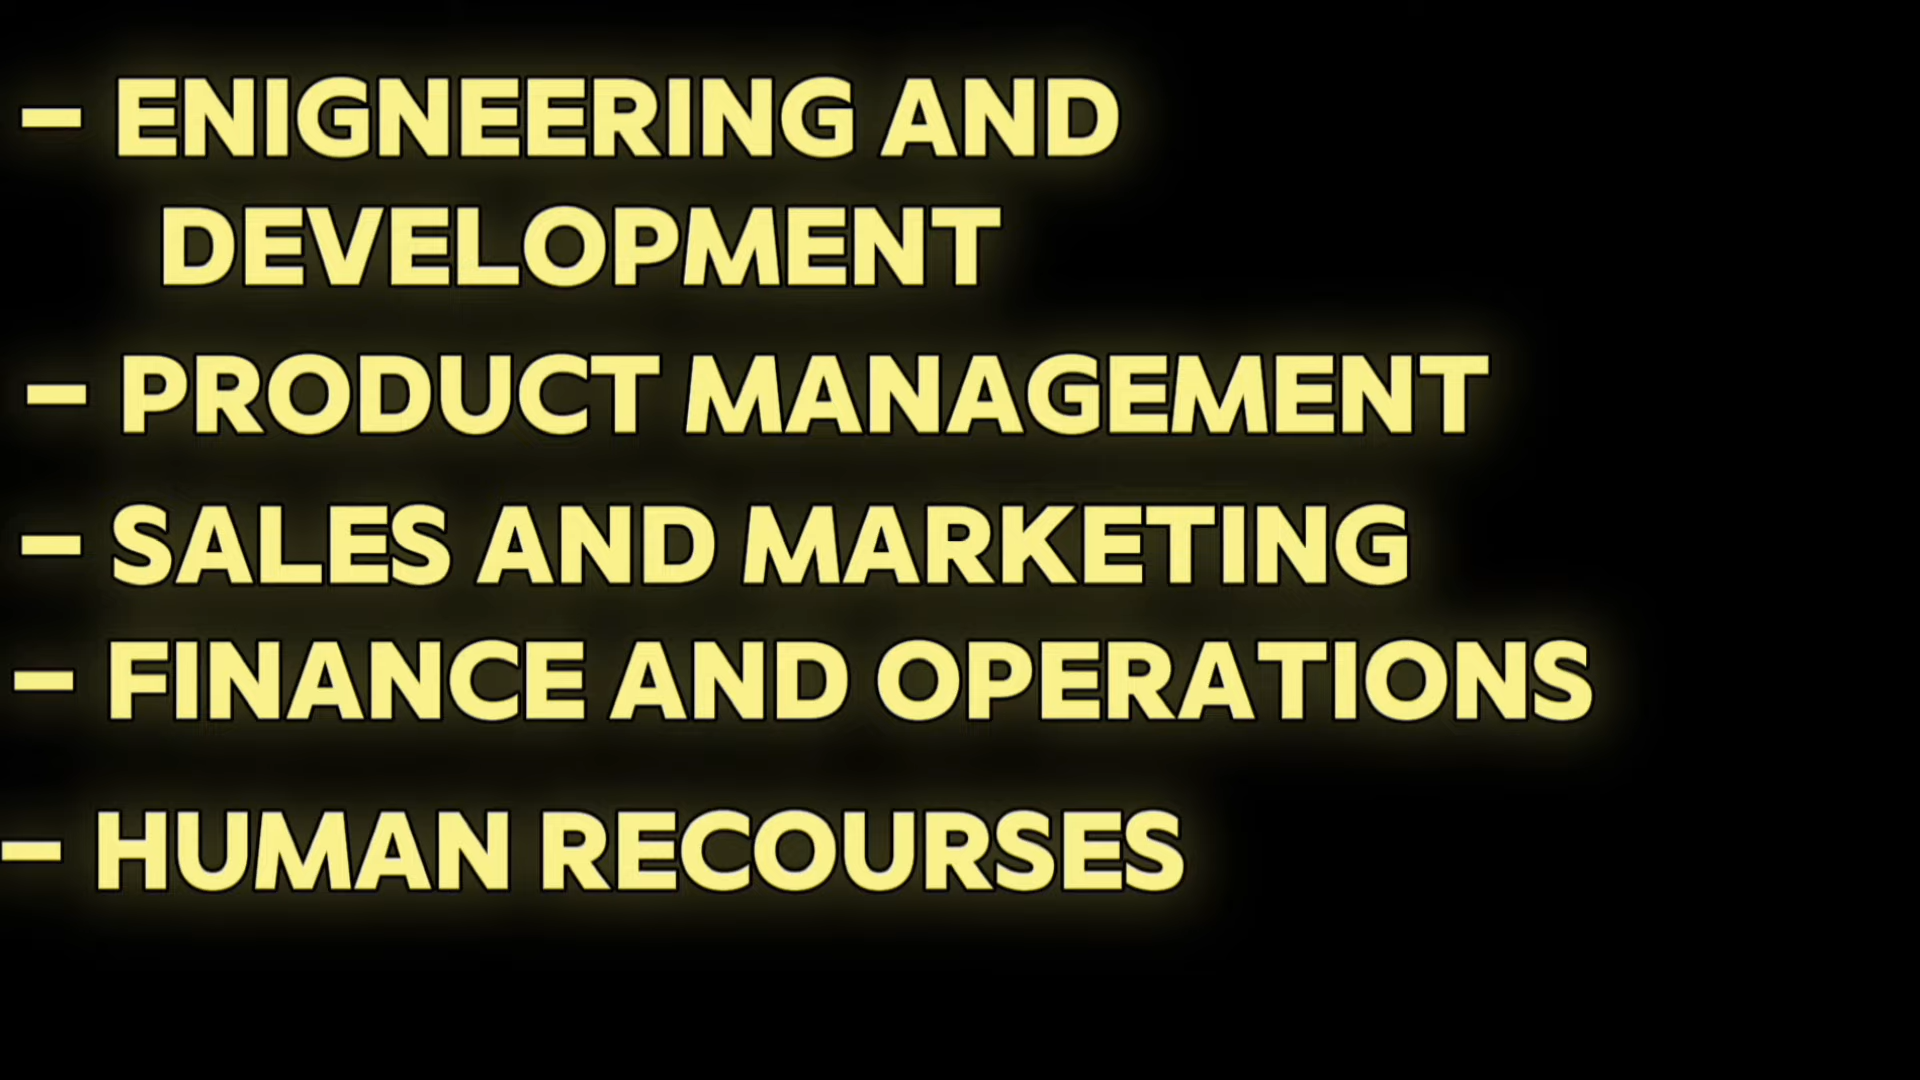 – ENIGNEERING AND
DEVELOPMENT
– PRODUCT MANAGEMENT
– SALES AND MARKETING
– FINANCE AND OPERATIONS
– HUMAN RECOURSES